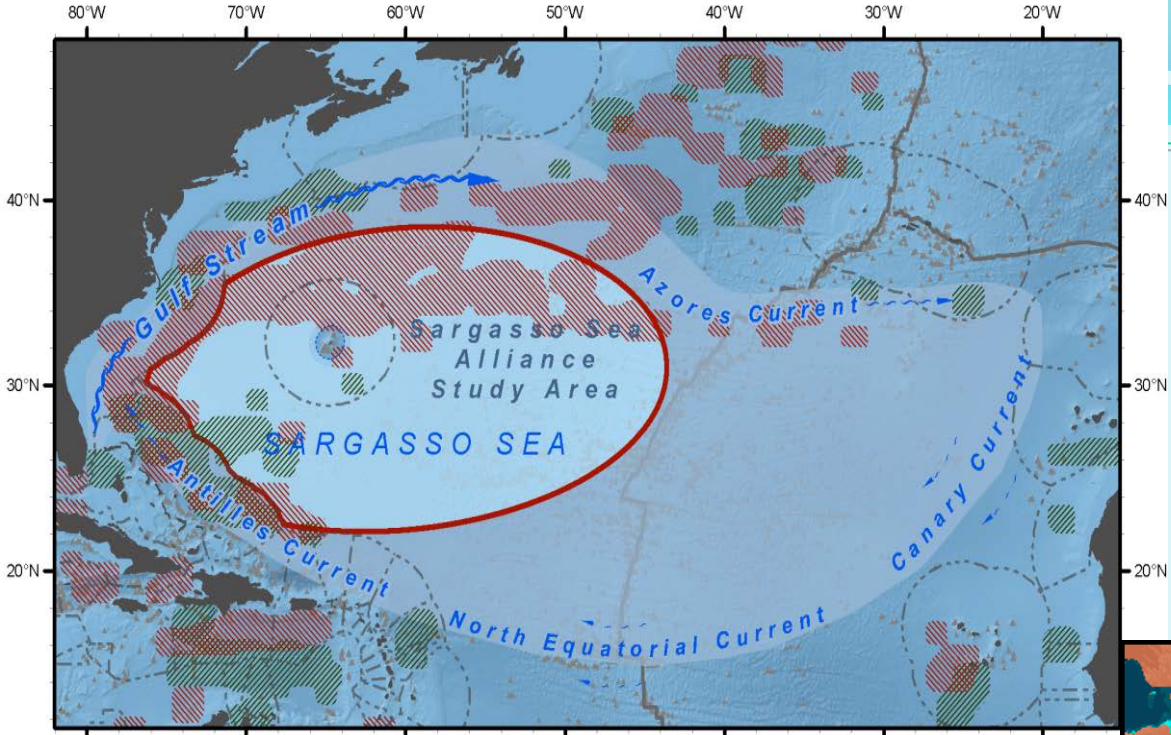 80°W 70°W 60°W 50°W 40°W 30°W 20°W
40°N 40°N
30°N 30°N
20°N 20°N
Gulf Stream
Azores Current
Sargasso Sea
Alliance
Study Area
SARGASSO SEA
Canary Current
Antilles Current
North Equatorial Current